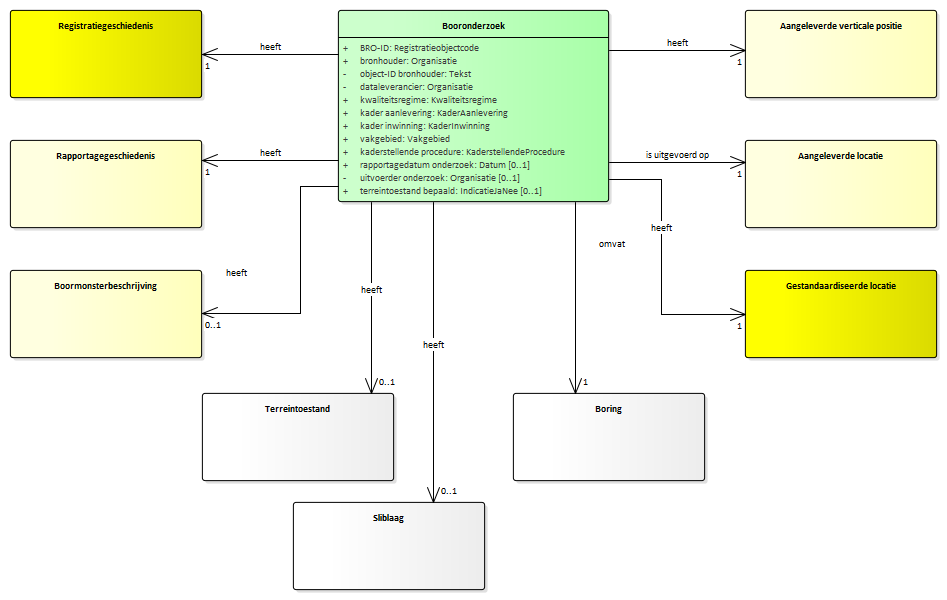 Registratiegeschiedenis
heeft
1
Booronderzoek
+ BRO-ID: Registratieobjectcode
+ bronhouder: Organisatie
- object-ID bronhouder: Tekst
- dataleverancier: Organisatie
+ kwaliteitsregime: Kwaliteitsregime
+ kader aanlevering: KaderAanlevering
+ kader inwinning: KaderInwinning
+ vakgebied: Vakgebied
+ kaderstellende procedure: KaderstellendeProcedure
+ rapportagedatum onderzoek: Datum [0..1]
- uitvoerder onderzoek: Organisatie [0..1]
+ terreintoestand bepaald: IndicatieJaNee [0..1]
heeft
1
Aangeleverde verticale positie
Rapportagegeschiedenis
heeft
1
is uitgevoerd op
1
Aangeleverde locatie
Boormonsterbeschrijving
heeft
0..1
heeft
0..1
heeft
0..1
omvat
1
heeft
1
Gestandaardiseerde locatie
Terreintoestand
Boring
Sliblaag